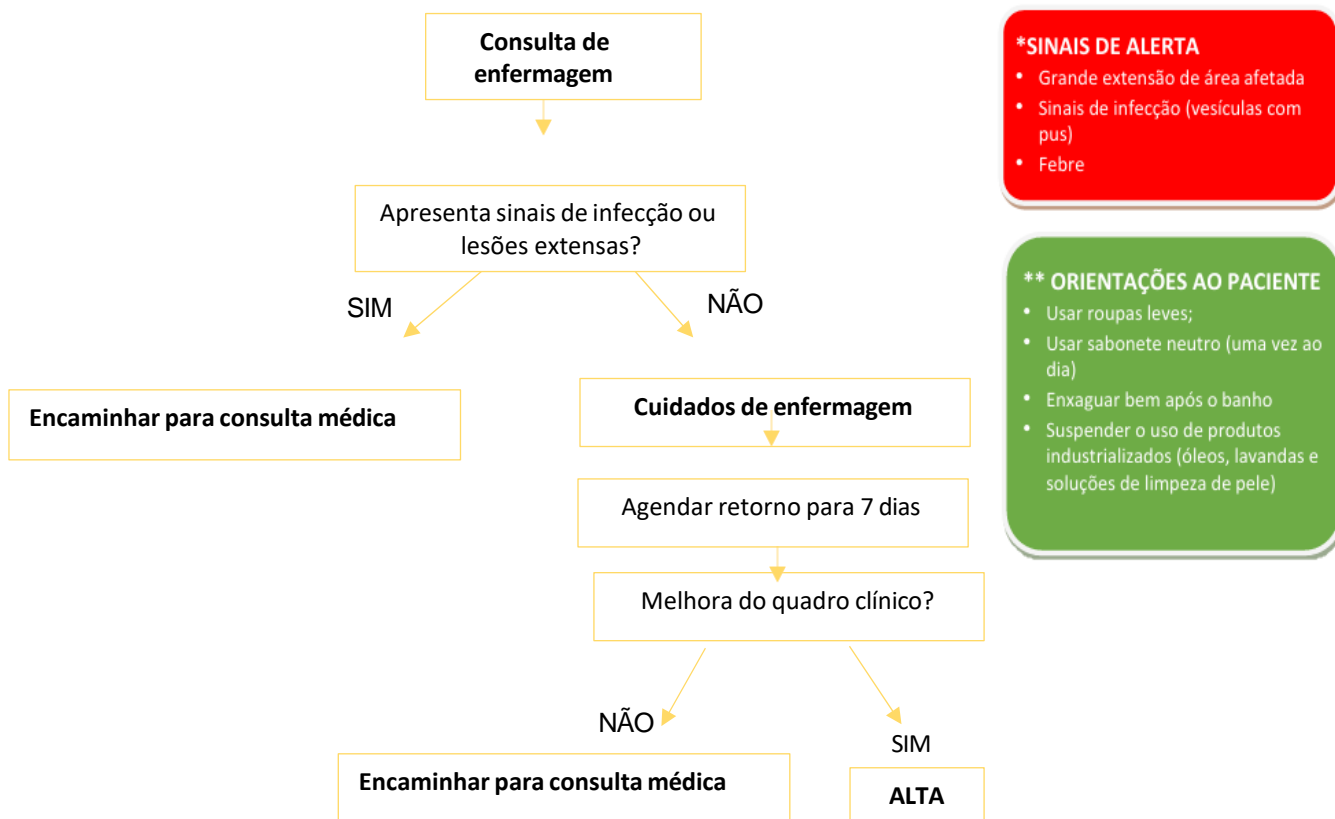 Consulta de
enfermagem
Apresenta sinais de infecção ou
lesões extensas?
SIM
NÃO
Encaminhar para consulta médica
Cuidados de enfermagem
Agendar retorno para 7 dias
Melhora do quadro clínico?
NÃO
SIM
Encaminhar para consulta médica
ALTA
*SINAIS DE ALERTA
• Grande extensão de área afetada
• Sinais de infecção (vesículas com
pus)
• Febre
** ORIENTAÇÕES AO PACIENTE
• Usar roupas leves;
• Usar sabonete neutro (uma vez ao
dia)
• Enxaguar bem após o banho
• Suspender o uso de produtos
industrializados (óleos, lavandas e
soluções de limpeza de pele)